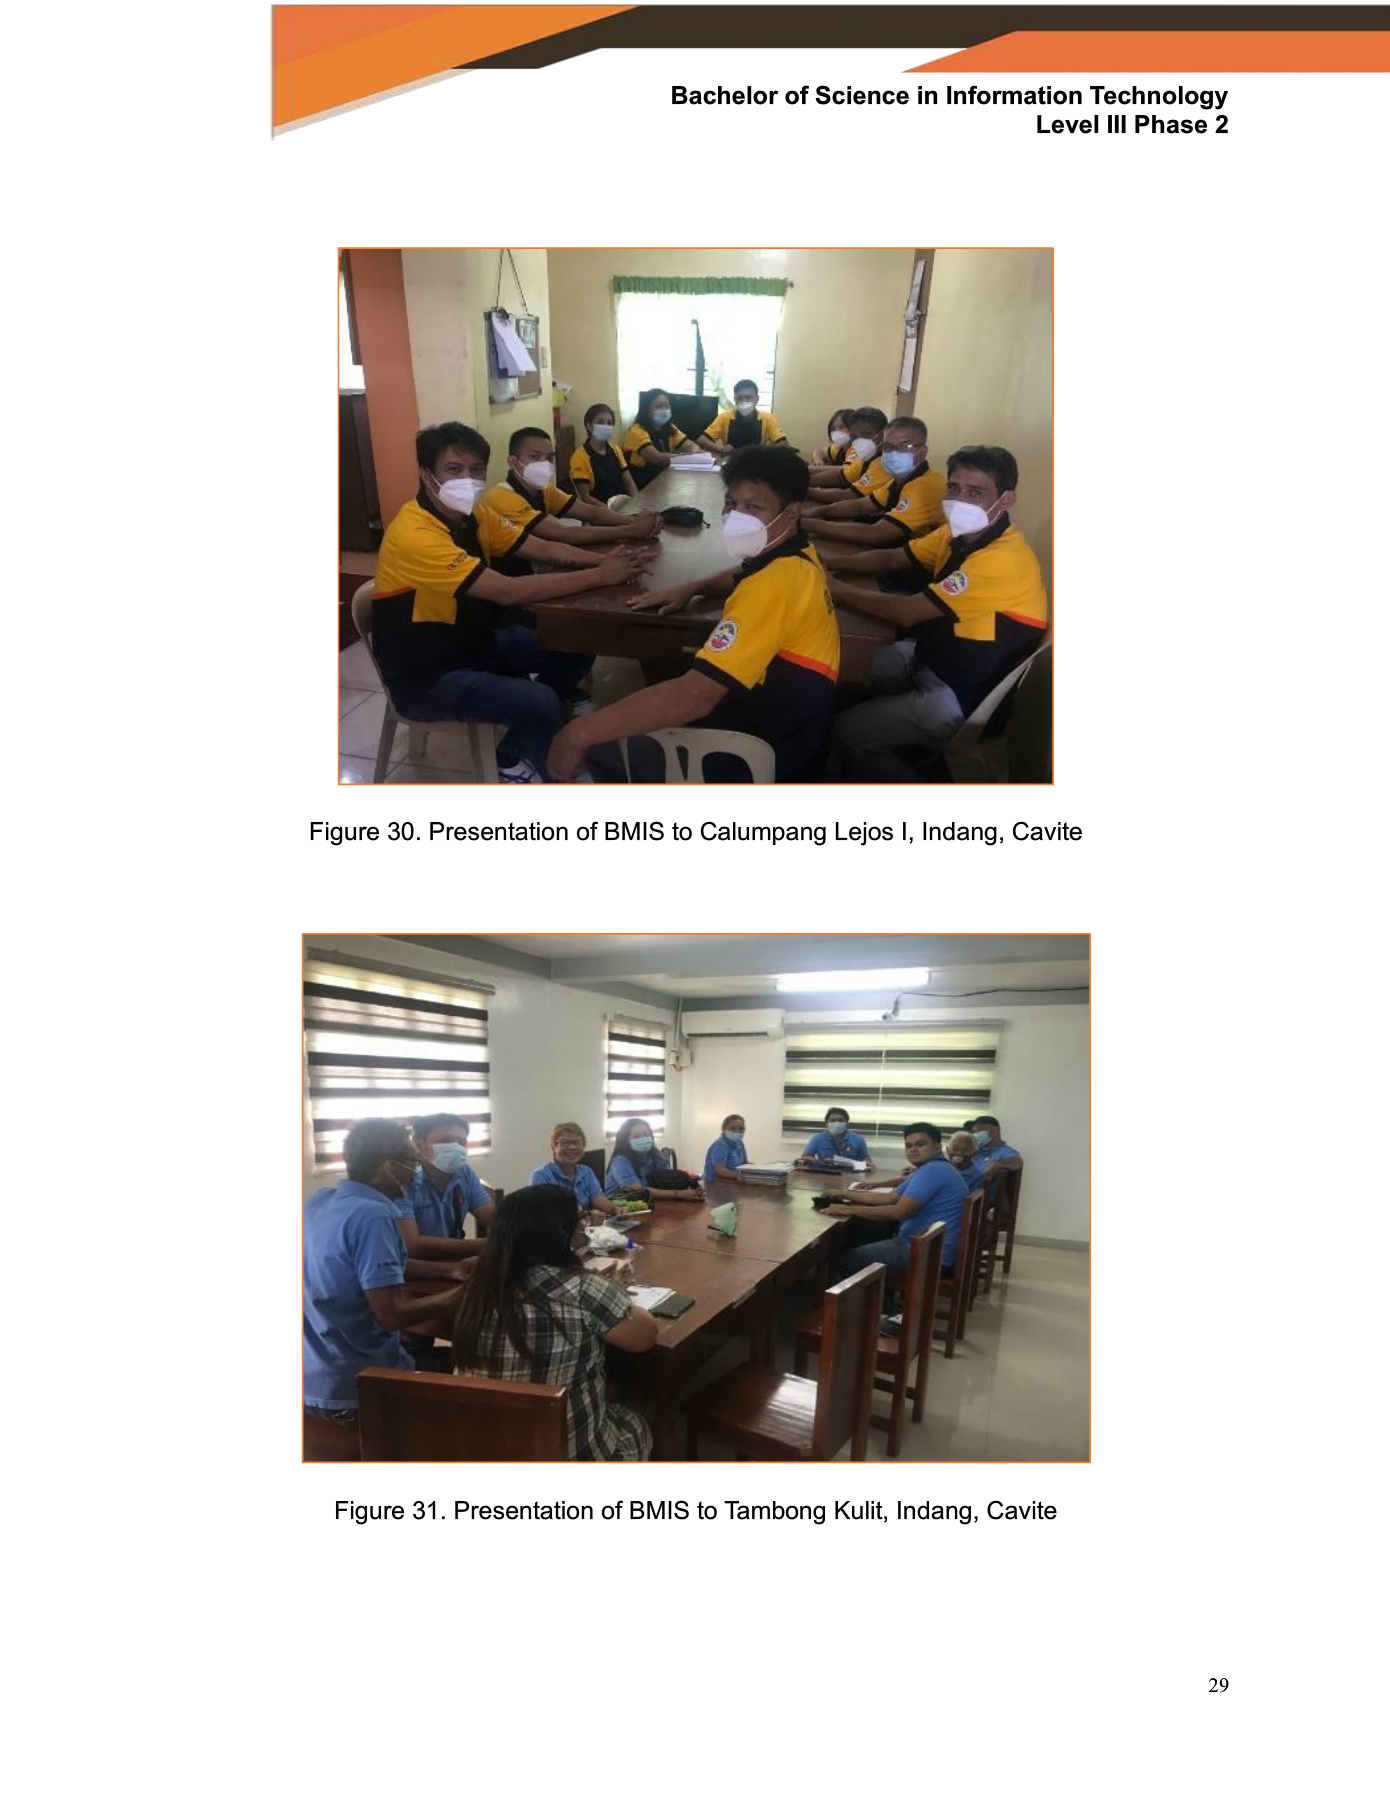 Bachelor of Science in Information Technology
Level III Phase 2
Figure 30. Presentation of BMIS to Calumpang Lejos I, Indang, Cavite
Figure 31. Presentation of BMIS to Tambong Kulit, Indang, Cavite
29